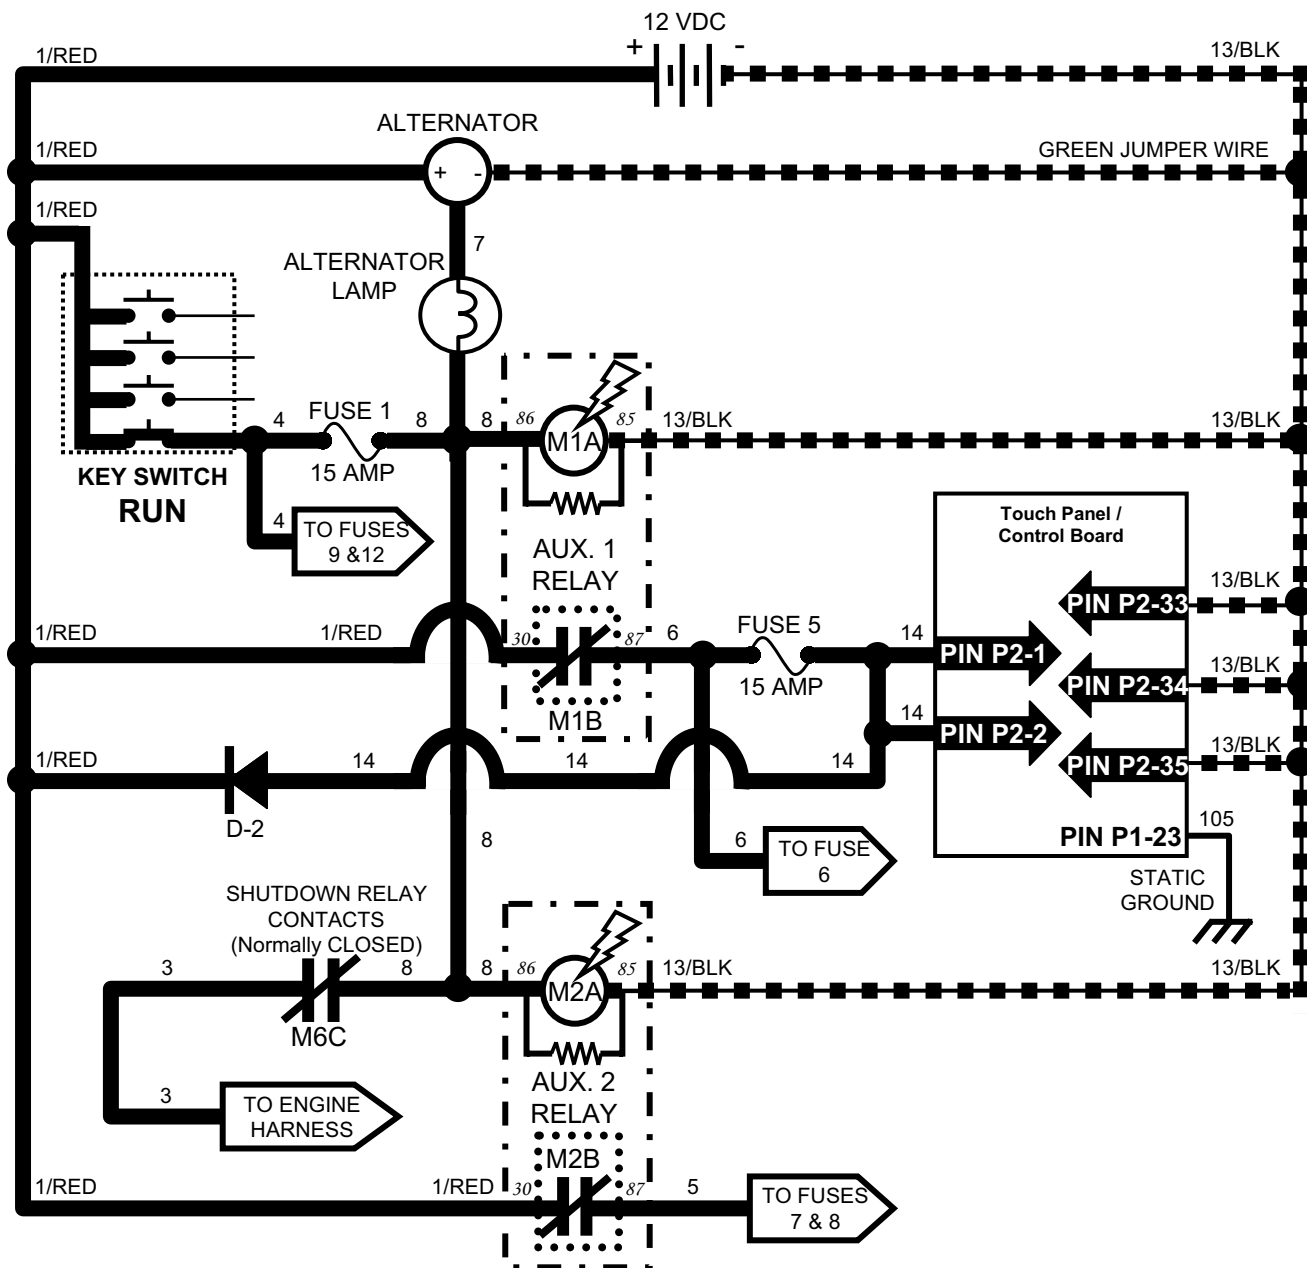 12 VDC
+ -
1/RED
13/BLK
ALTERNATOR
1/RED
+ -
GREEN JUMPER WIRE
1/RED
7
ALTERNATOR
LAMP
4
FUSE 1
8
8
86
M1A
85
13/BLK
13/BLK
15 AMP
KEY SWITCH
RUN
4
TO FUSES
9 &12
AUX. 1
RELAY
Touch Panel /
Control Board
13/BLK
PIN P2-33
1/RED
1/RED
30
87
6
FUSE 5
14
PIN P2-1
13/BLK
PIN P2-34
15 AMP
M1B
14
PIN P2-2
13/BLK
PIN P2-35
1/RED
14
14
14
D-2
8
6
TO FUSE
6
PIN P1-23
105
STATIC
GROUND
SHUTDOWN RELAY
CONTACTS
(Normally CLOSED)
3
8
8
86
M2A
85
13/BLK
13/BLK
M6C
AUX. 2
RELAY
3
TO ENGINE
HARNESS
M2B
1/RED
1/RED
30
87
5
TO FUSES
7 & 8